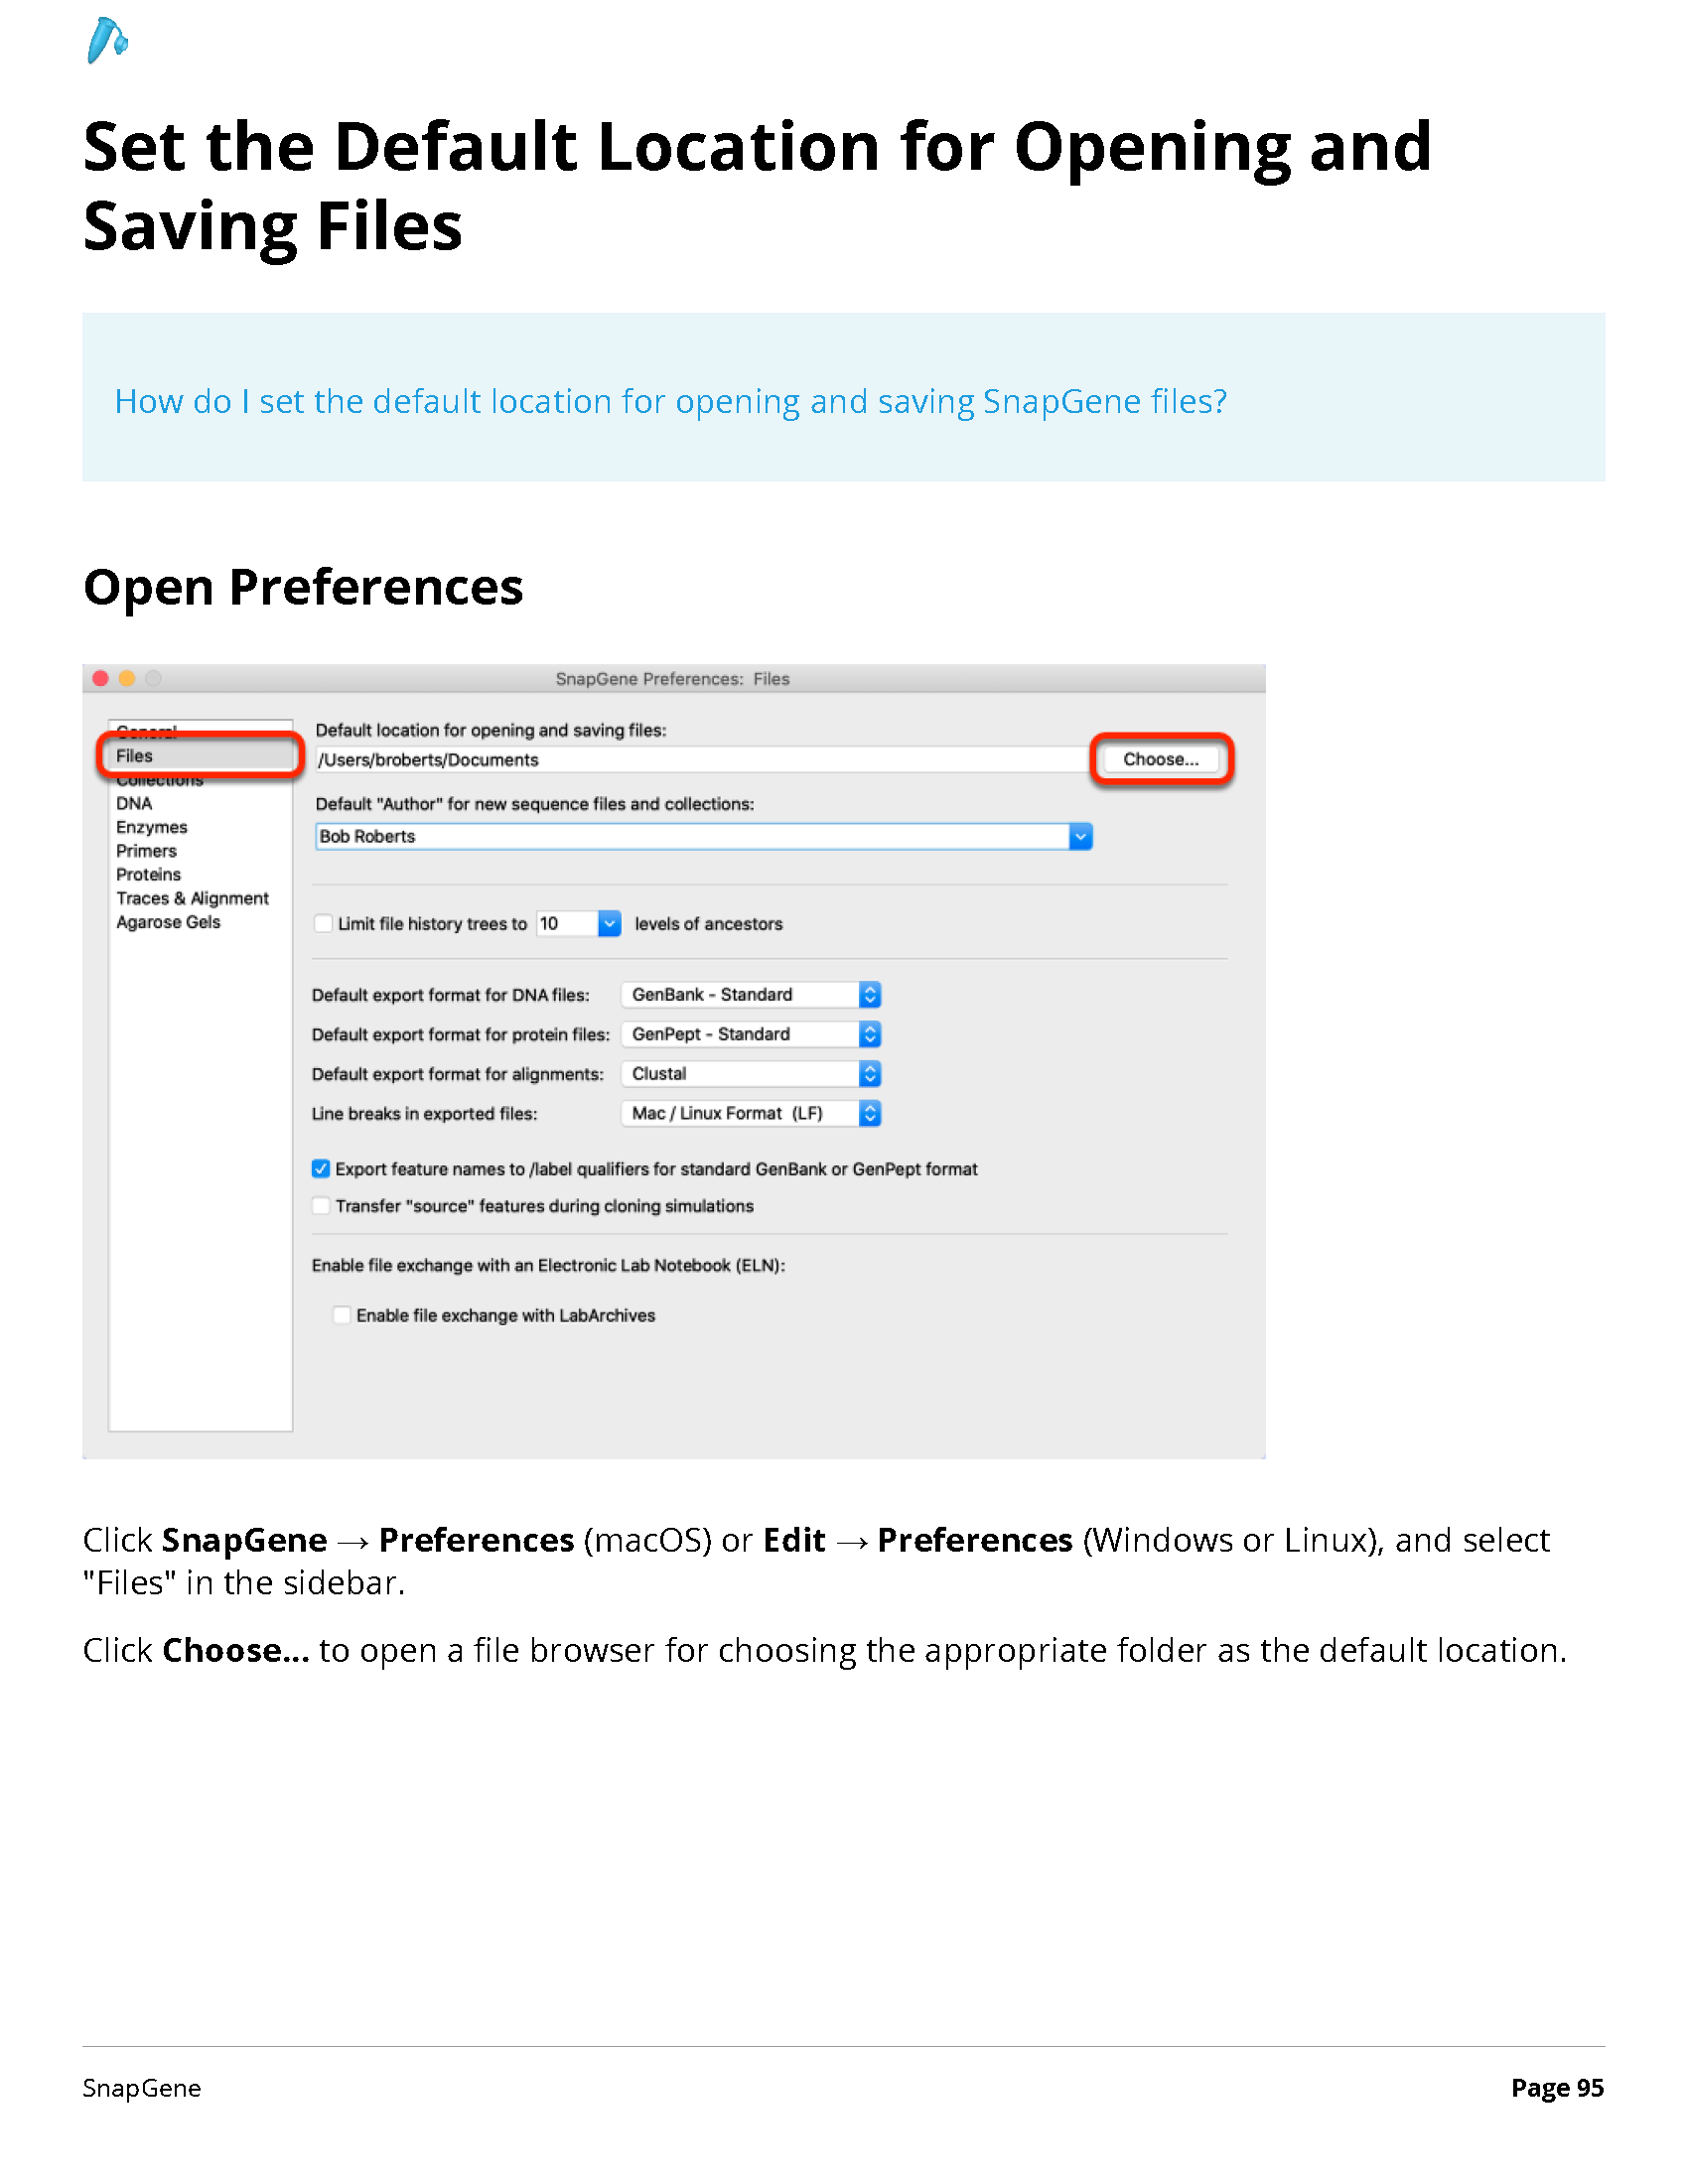 Set the Default Location for Opening and
Saving Files
How do I set the default location for opening and saving SnapGene files?
Open Preferences
SnapGene Preferences: Files
General
Files
Collections
DNA
Enzymes
Primers
Proteins
Traces & Alignment
Agarose Gels
Default location for opening and saving files:
/Users/broberts/Documents
Choose...
Default "Author" for new sequence files and collections:
Bob Roberts
Limit file history trees to 10 levels of ancestors
Default export format for DNA files: GenBank - Standard
Default export format for protein files: GenPept - Standard
Default export format for alignments: Clustal
Line breaks in exported files: Mac / Linux Format (LF)
Export feature names to /label qualifiers for standard GenBank or GenPept format
Transfer "source" features during cloning simulations
Enable file exchange with an Electronic Lab Notebook (ELN):
Enable file exchange with LabArchives
Click SnapGene → Preferences (macOS) or Edit → Preferences (Windows or Linux), and select
"Files" in the sidebar.
Click Choose... to open a file browser for choosing the appropriate folder as the default location.
SnapGene
Page 95